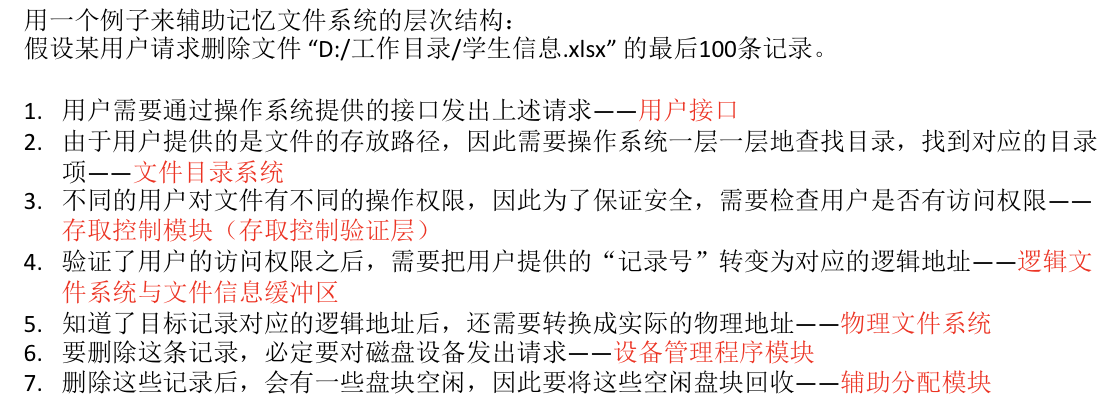 用一个例子来辅助记忆文件系统的层次结构：
假设某用户请求删除文件 “D:/工作目录/学生信息.xlsx” 的最后100条记录。
1. 用户需要通过操作系统提供的接口发出上述请求——用户接口
2. 由于用户提供的是文件的存放路径，因此需要操作系统一层一层地查找目录，找到对应的目录
项——文件目录系统
3. 不同的用户对文件有不同的操作权限，因此为了保证安全，需要检查用户是否有访问权限——
存取控制模块（存取控制验证层）
4. 验证了用户的访问权限之后，需要把用户提供的“记录号”转变为对应的逻辑地址——逻辑文
件系统与文件信息缓冲区
5. 知道了目标记录对应的逻辑地址后，还需要转换成实际的物理地址——物理文件系统
6. 要删除这条记录，必定要对磁盘设备发出请求——设备管理程序模块
7. 删除这些记录后，会有一些盘块空闲，因此要将这些空闲盘块回收——辅助分配模块